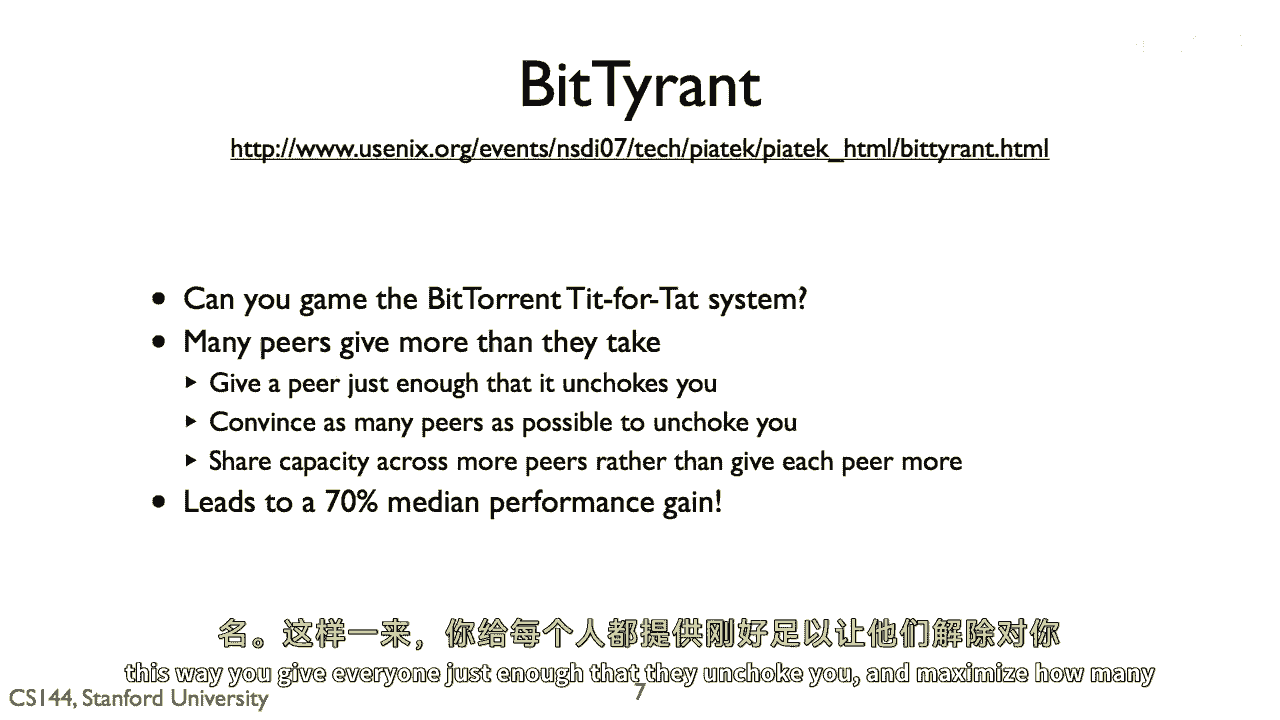 BitTyrant
http://www.usenix.org/events/nsdi07/tech/piatek/piatek_html/bittyrant.html
• Can you game the BitTorrent Tit-for-Tat system?
• Many peers give more than they take
▸ Give a peer just enough that it unchokes you
▸ Convince as many peers as possible to unchoke you
▸ Share capacity across more peers rather than give each peer more
• Leads to a 70% median performance gain!
名。这样一来，你给每个人都提供刚好足以让他们解除对你
this way you give everyone just enough that they unchoke you, and maximize how many
CS144, Stanford University
7